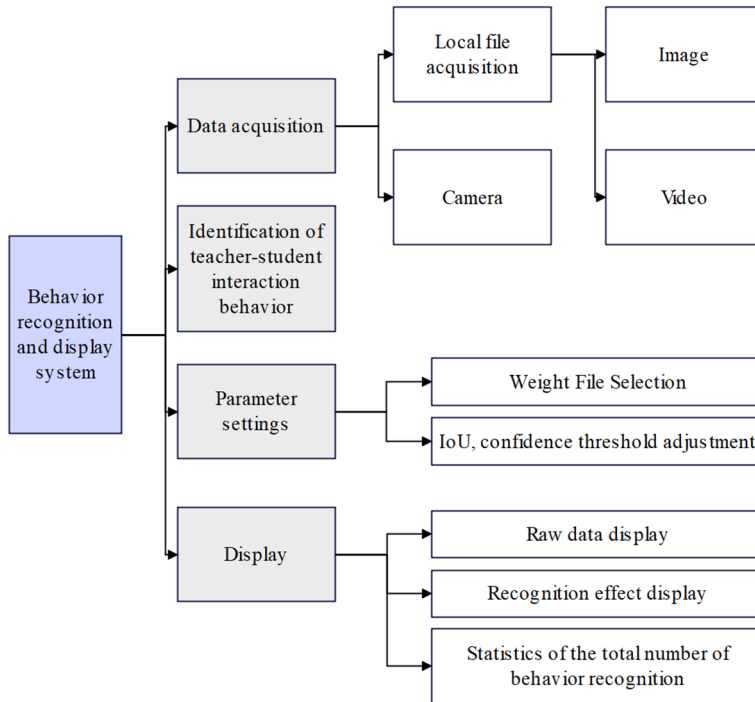 Behavior
recognition
and display
system
Data acquisition
Local file
acquisition
Image
Video
Camera
Identification of
teacher-student
interaction
behavior
Parameter
settings
Weight File Selection
IoU, confidence threshold adjustment
Display
Raw data display
Recognition effect display
Statistics of the total number of
behavior recognition